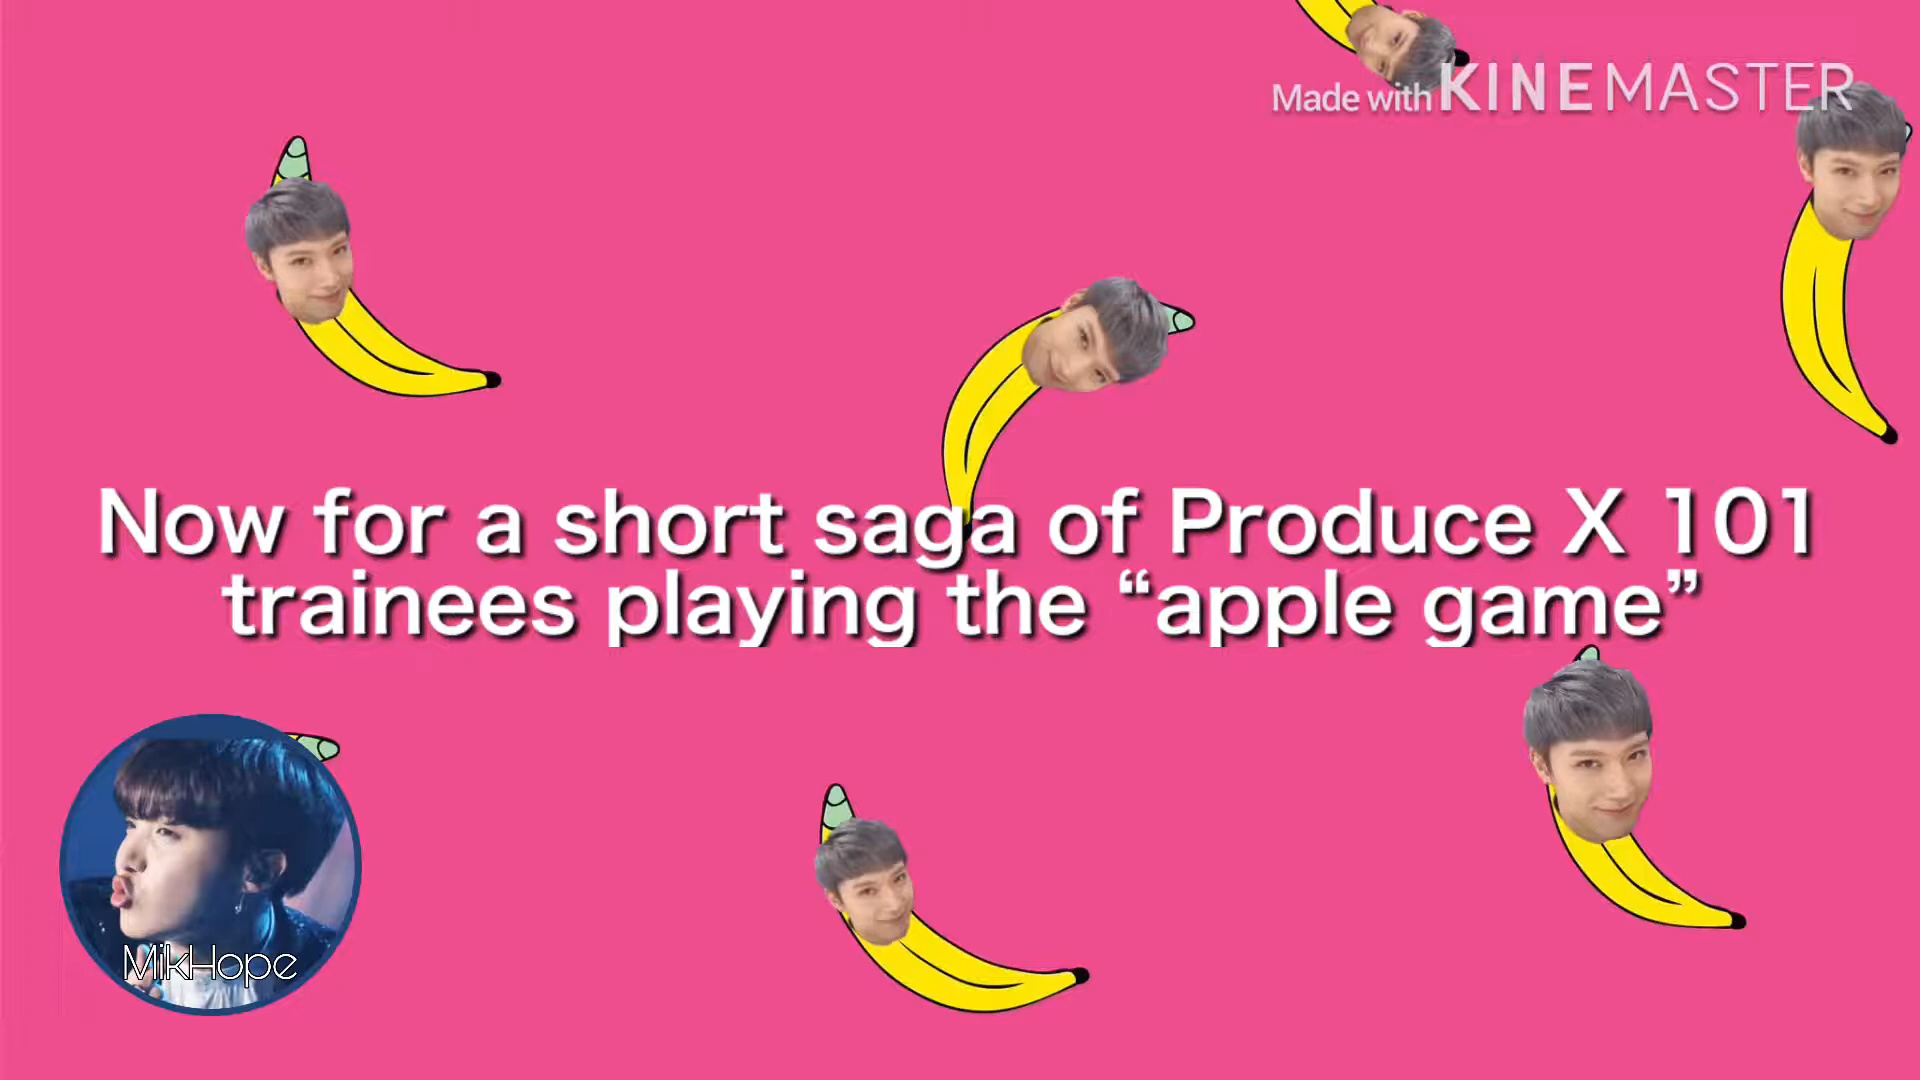 Made with KINEMASTER
Now for a short saga of Produce X 101
trainees playing the “apple game”
MikHope